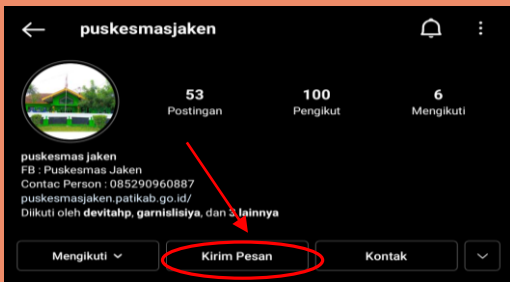 puskesmasjaken
53 100 6
Postingan Pengikut Mengikuti
puskesmas jaken
FB : Puskesmas Jaken
Contac Person : 085290960887
puskesmasjaken.patikab.go.id/
Diikuti oleh devitahp, garnislisiya, dan 3 lainnya
Mengikuti Kirim Pesan Kontak